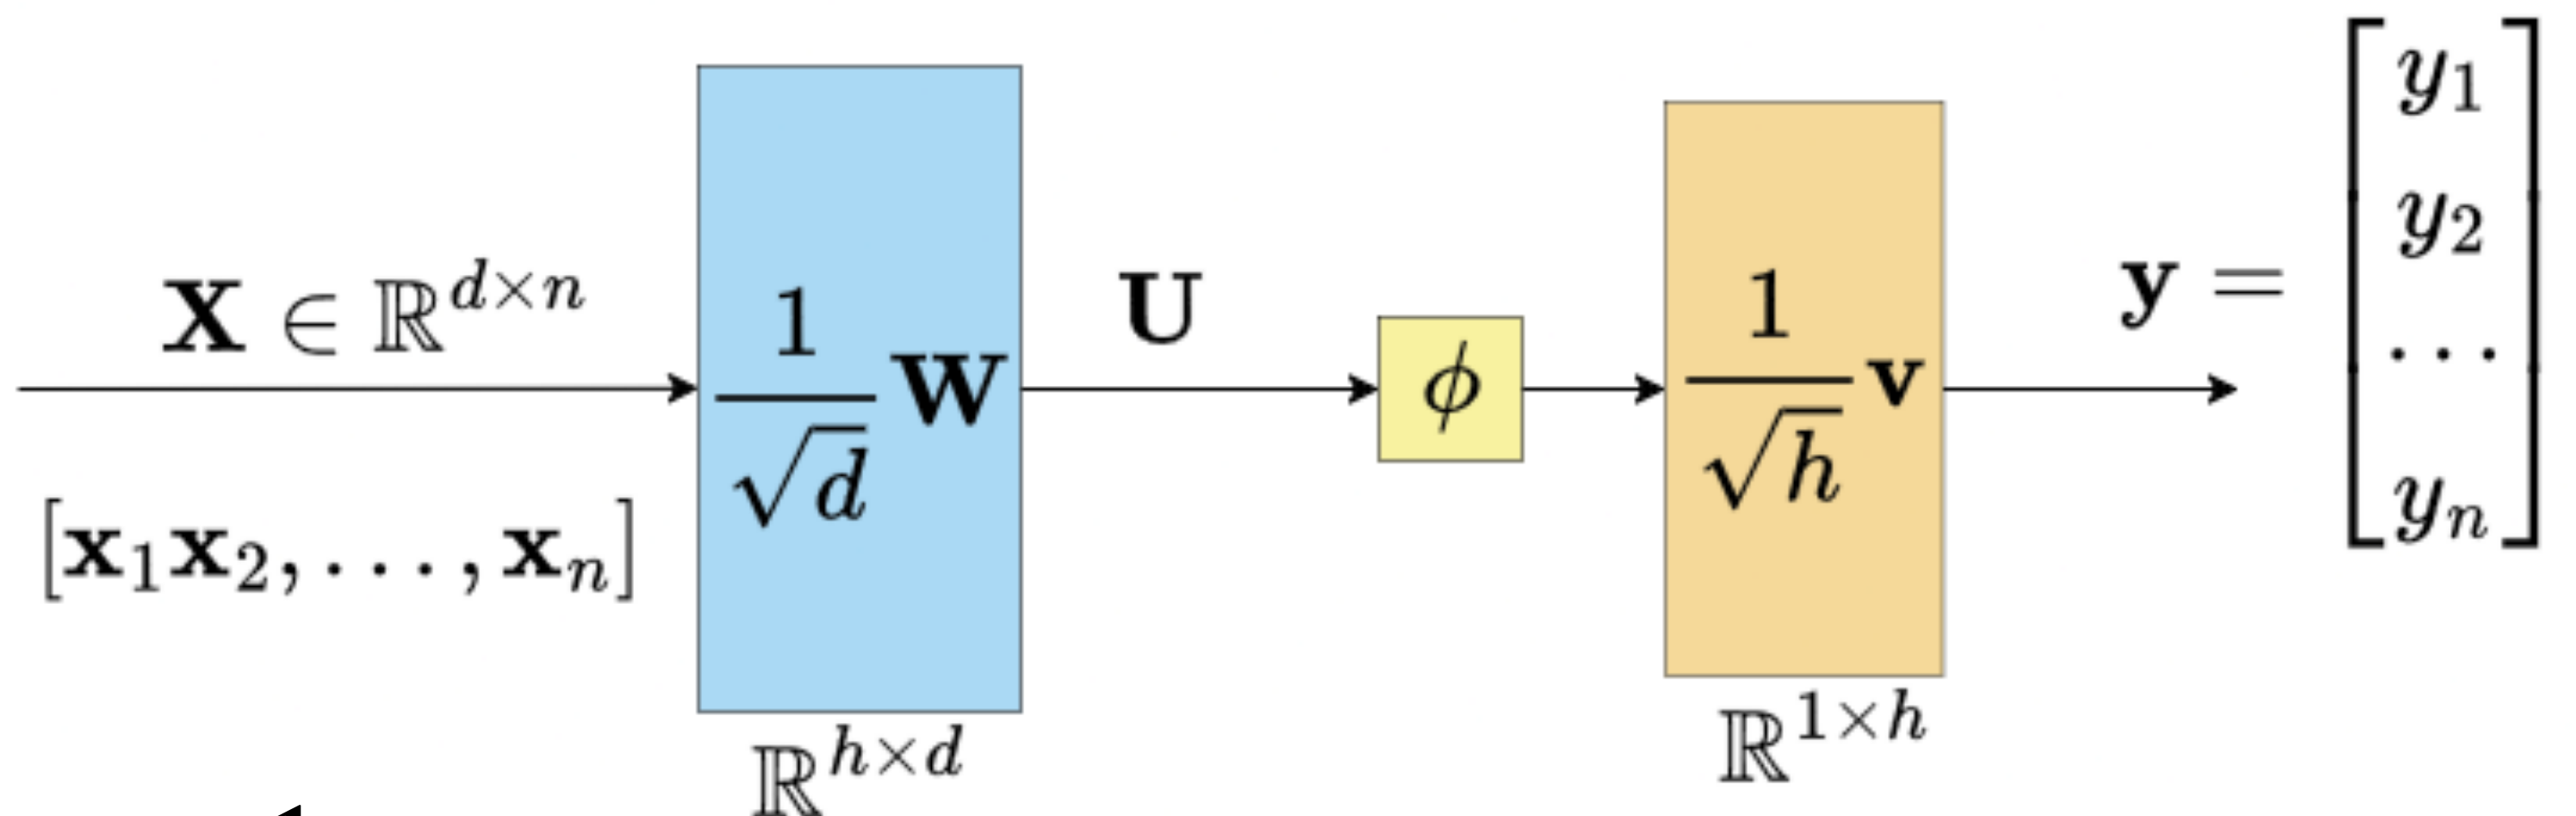 𝐗 ∈ ℝ^{d×n}
[𝐱₁𝐱₂, . . . , 𝐱ₙ]
1/√d 𝐖
ℝ^{h×d}
𝐔
ϕ
1/√h 𝐯
ℝ^{1×h}
𝐲 =
y₁
y₂
. . .
yₙ